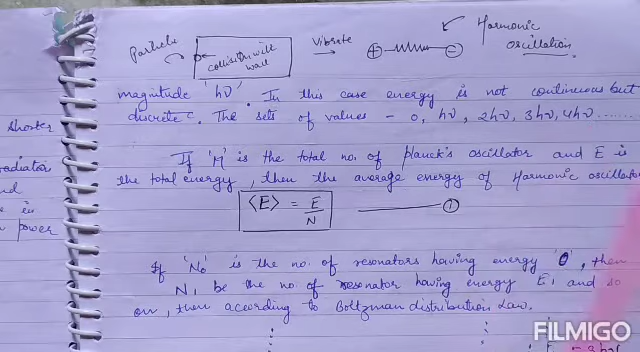 Particle
collision with
wall
Vibrate
+
-
Harmonic
oscillation
magnitude 'hν'. In this case energy is not continuous but
discrete. The sets of values - 0, hν, 2hν, 3hν, 4hν.......
If 'N' is the total no. of Planck's oscillator and E is
the total energy, then the average energy of Harmonic oscillator
⟨E⟩ = E/N ——— ①
If 'N₀' is the no. of resonators having energy '0', then
N₁ be the no. of resonator having energy E₁ and so
on, then according to Boltzman distribution Law.
shorter
radiator
nd
e in
power
FILMIGO